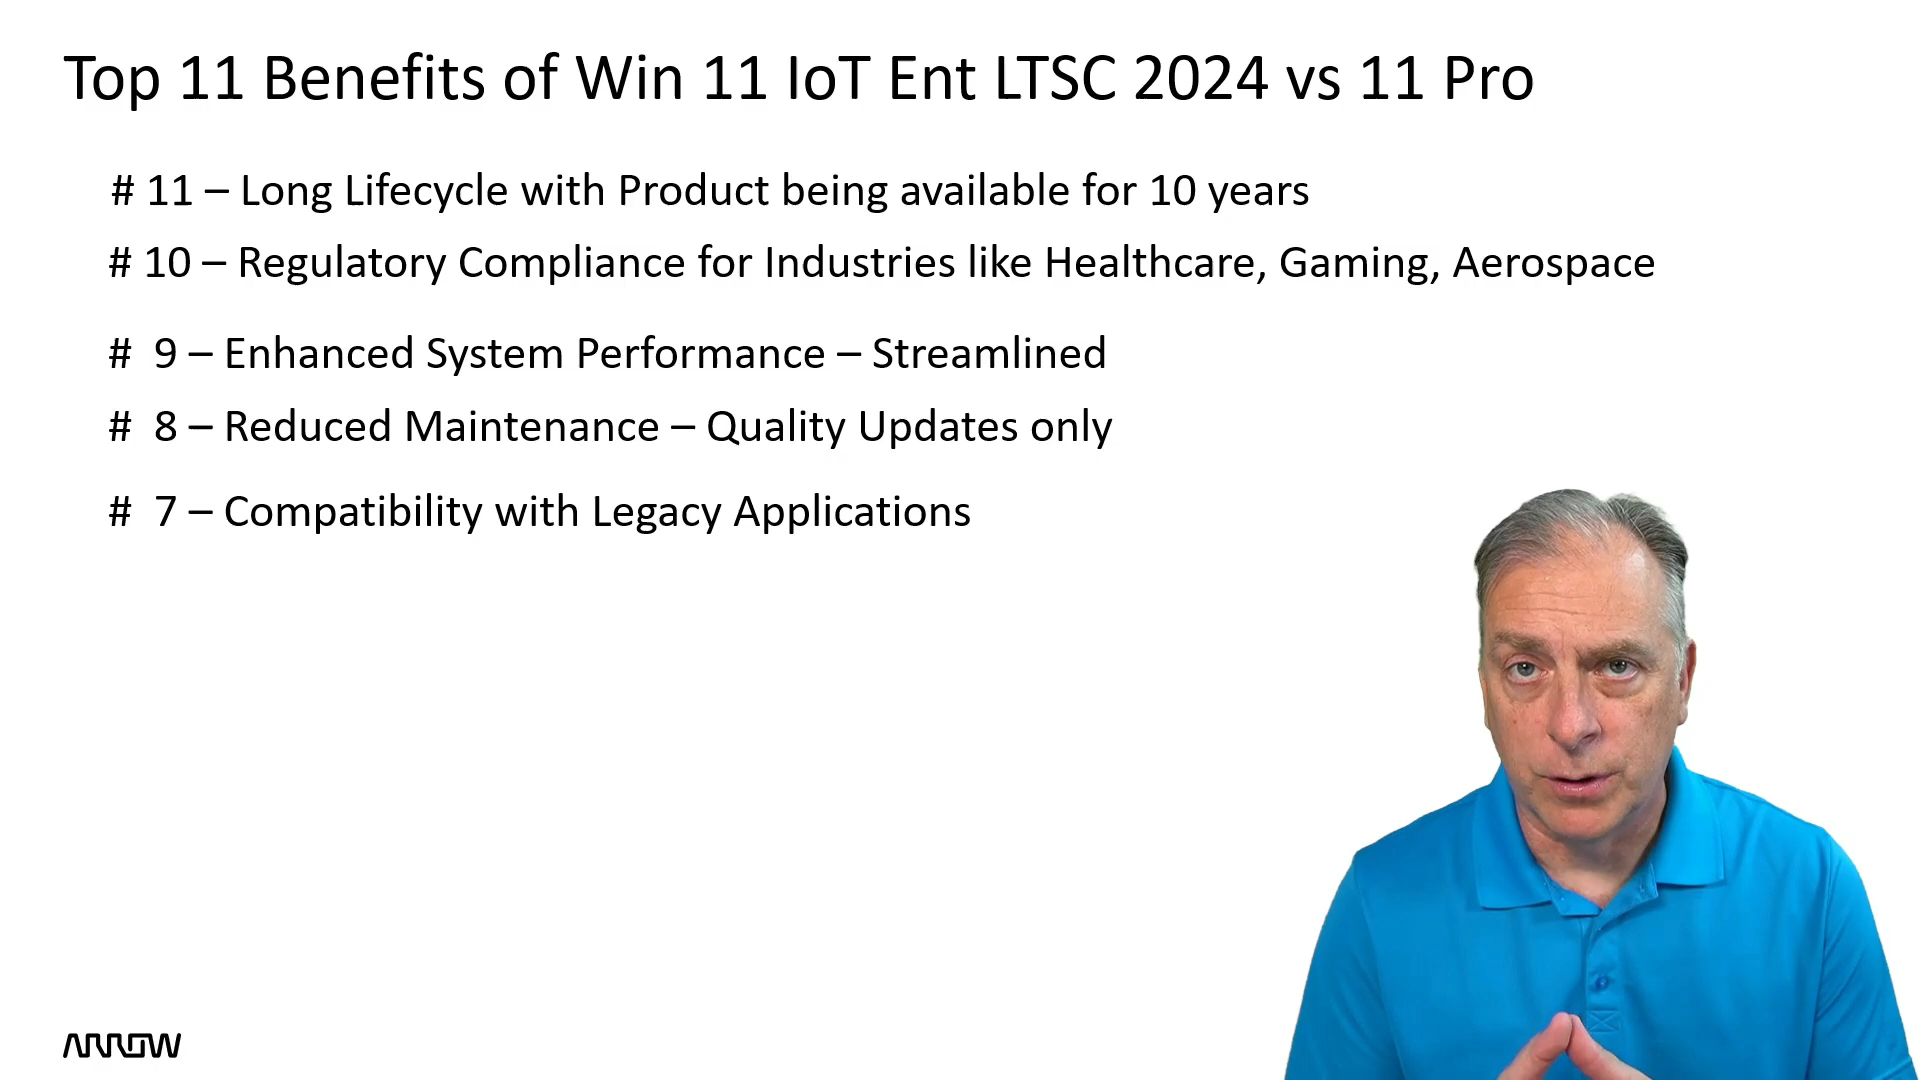 Top 11 Benefits of Win 11 IoT Ent LTSC 2024 vs 11 Pro
# 11 – Long Lifecycle with Product being available for 10 years
# 10 – Regulatory Compliance for Industries like Healthcare, Gaming, Aerospace
# 9 – Enhanced System Performance – Streamlined
# 8 – Reduced Maintenance – Quality Updates only
# 7 – Compatibility with Legacy Applications
ARROW